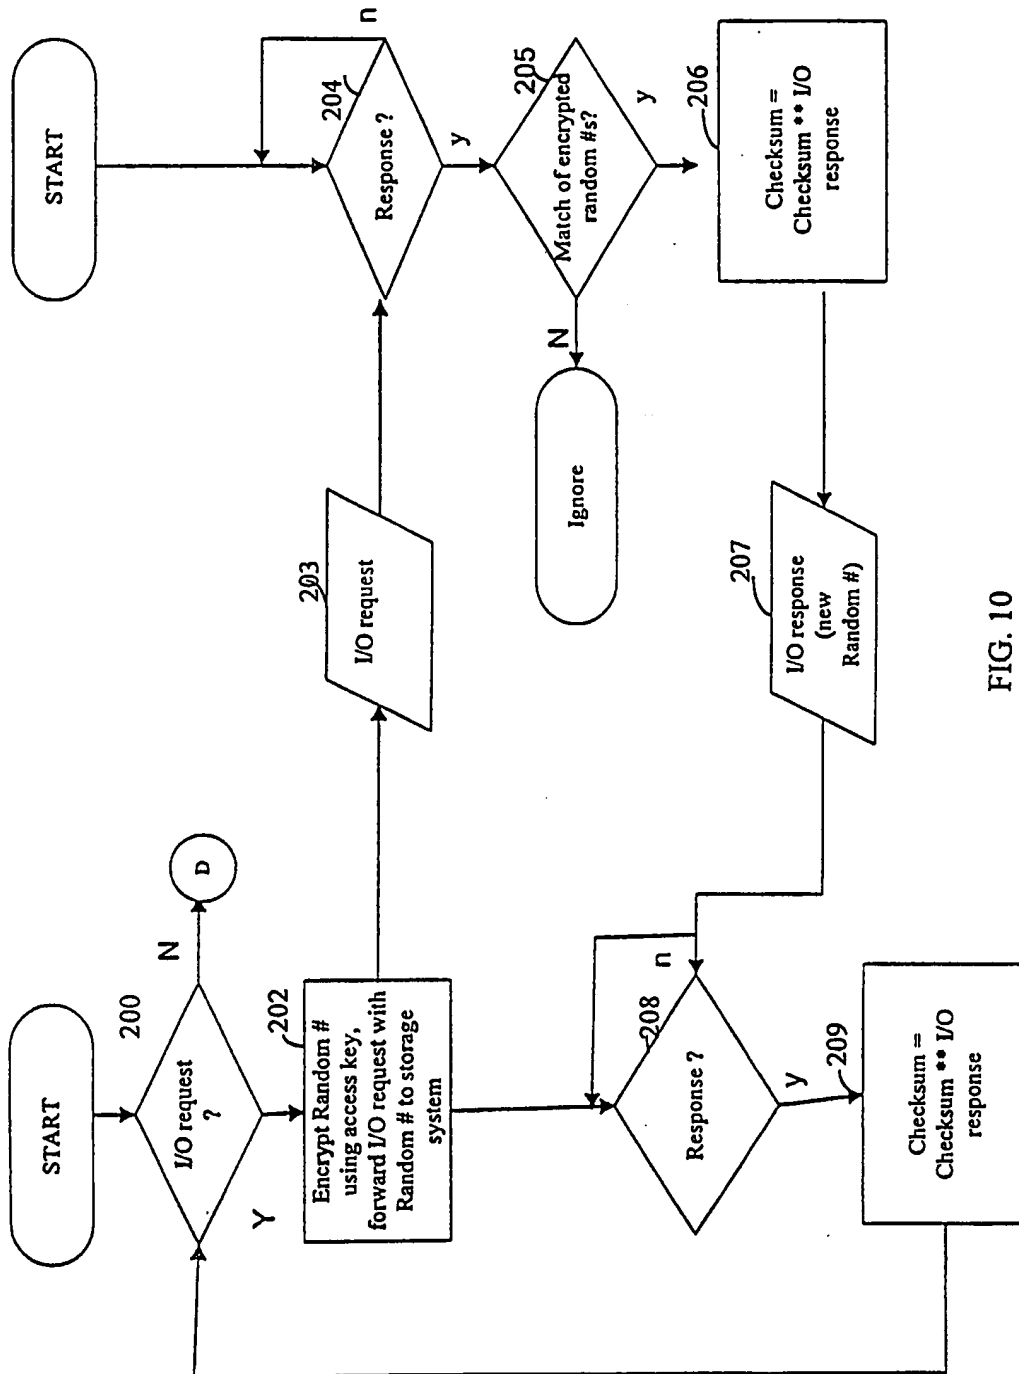 START
200
I/O request
?
N
D
Y
202
Encrypt Random #
using access key,
forward I/O request with
Random # to storage
system
203
I/O request
START
204
Response ?
n
y
205
Match of encrypted
random #s?
N
Ignore
y
206
Checksum =
Checksum ** I/O
response
207
I/O response
(new
Random #)
208
Response ?
n
y
209
Checksum =
Checksum ** I/O
response
FIG. 10